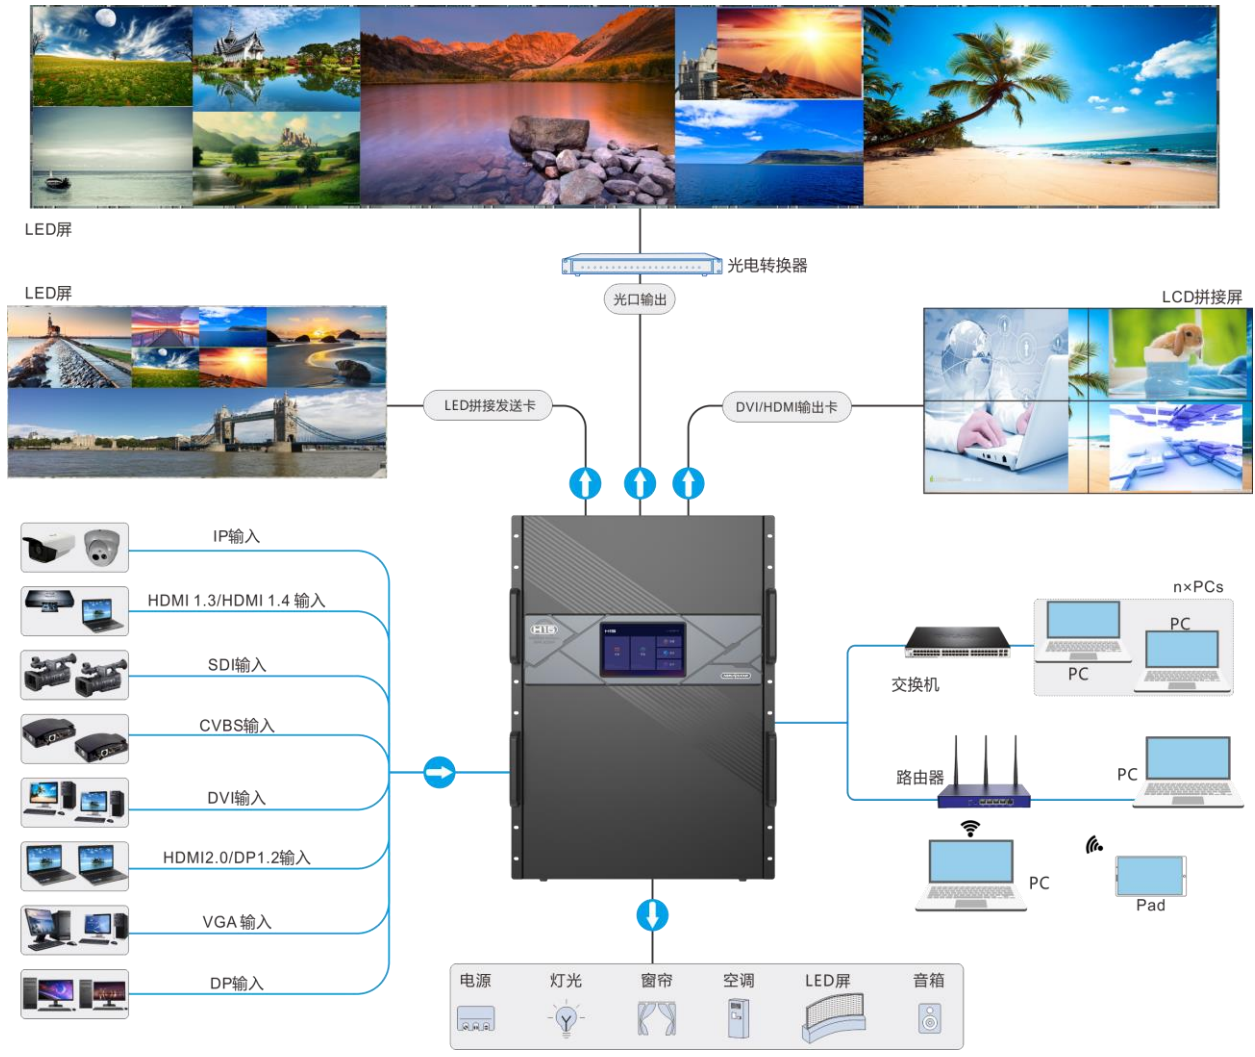 LED屏
光电转换器
光口输出
LED屏
LCD拼接屏
LED拼接发送卡
DVI/HDMI输出卡
IP输入
HDMI 1.3/HDMI 1.4 输入
SDI输入
CVBS输入
DVI输入
HDMI2.0/DP1.2输入
VGA 输入
DP输入
H15
n×PCs
PC
PC
交换机
路由器
PC
PC
Pad
电源
灯光
窗帘
空调
LED屏
音箱